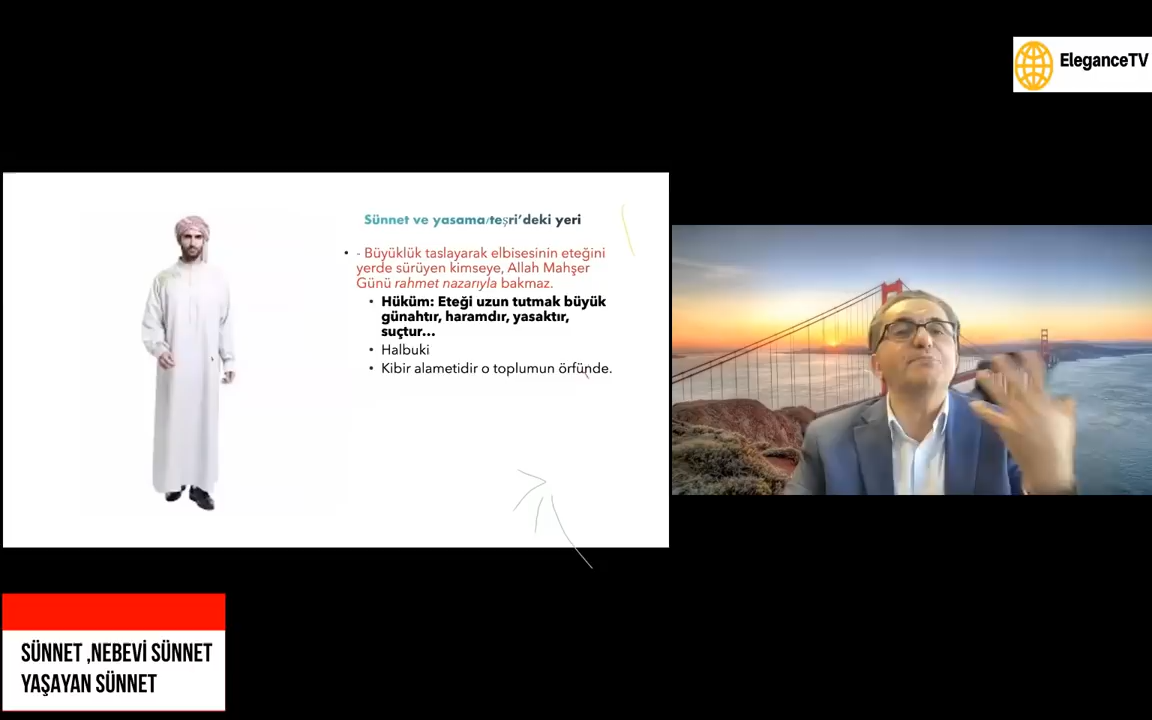 EleganceTV
Sünnet ve yasama/teşri’deki yeri
- Büyüklük taslayarak elbisesinin eteğini
yerde sürüyen kimseye, Allah Mahşer
Günü rahmet nazarıyla bakmaz.
Hüküm: Eteği uzun tutmak büyük
günahtır, haramdır, yasaktır,
suçtur...
Halbuki
Kibir alametidir o toplumun örfünde.
SÜNNET ,NEBEVİ SÜNNET
YAŞAYAN SÜNNET